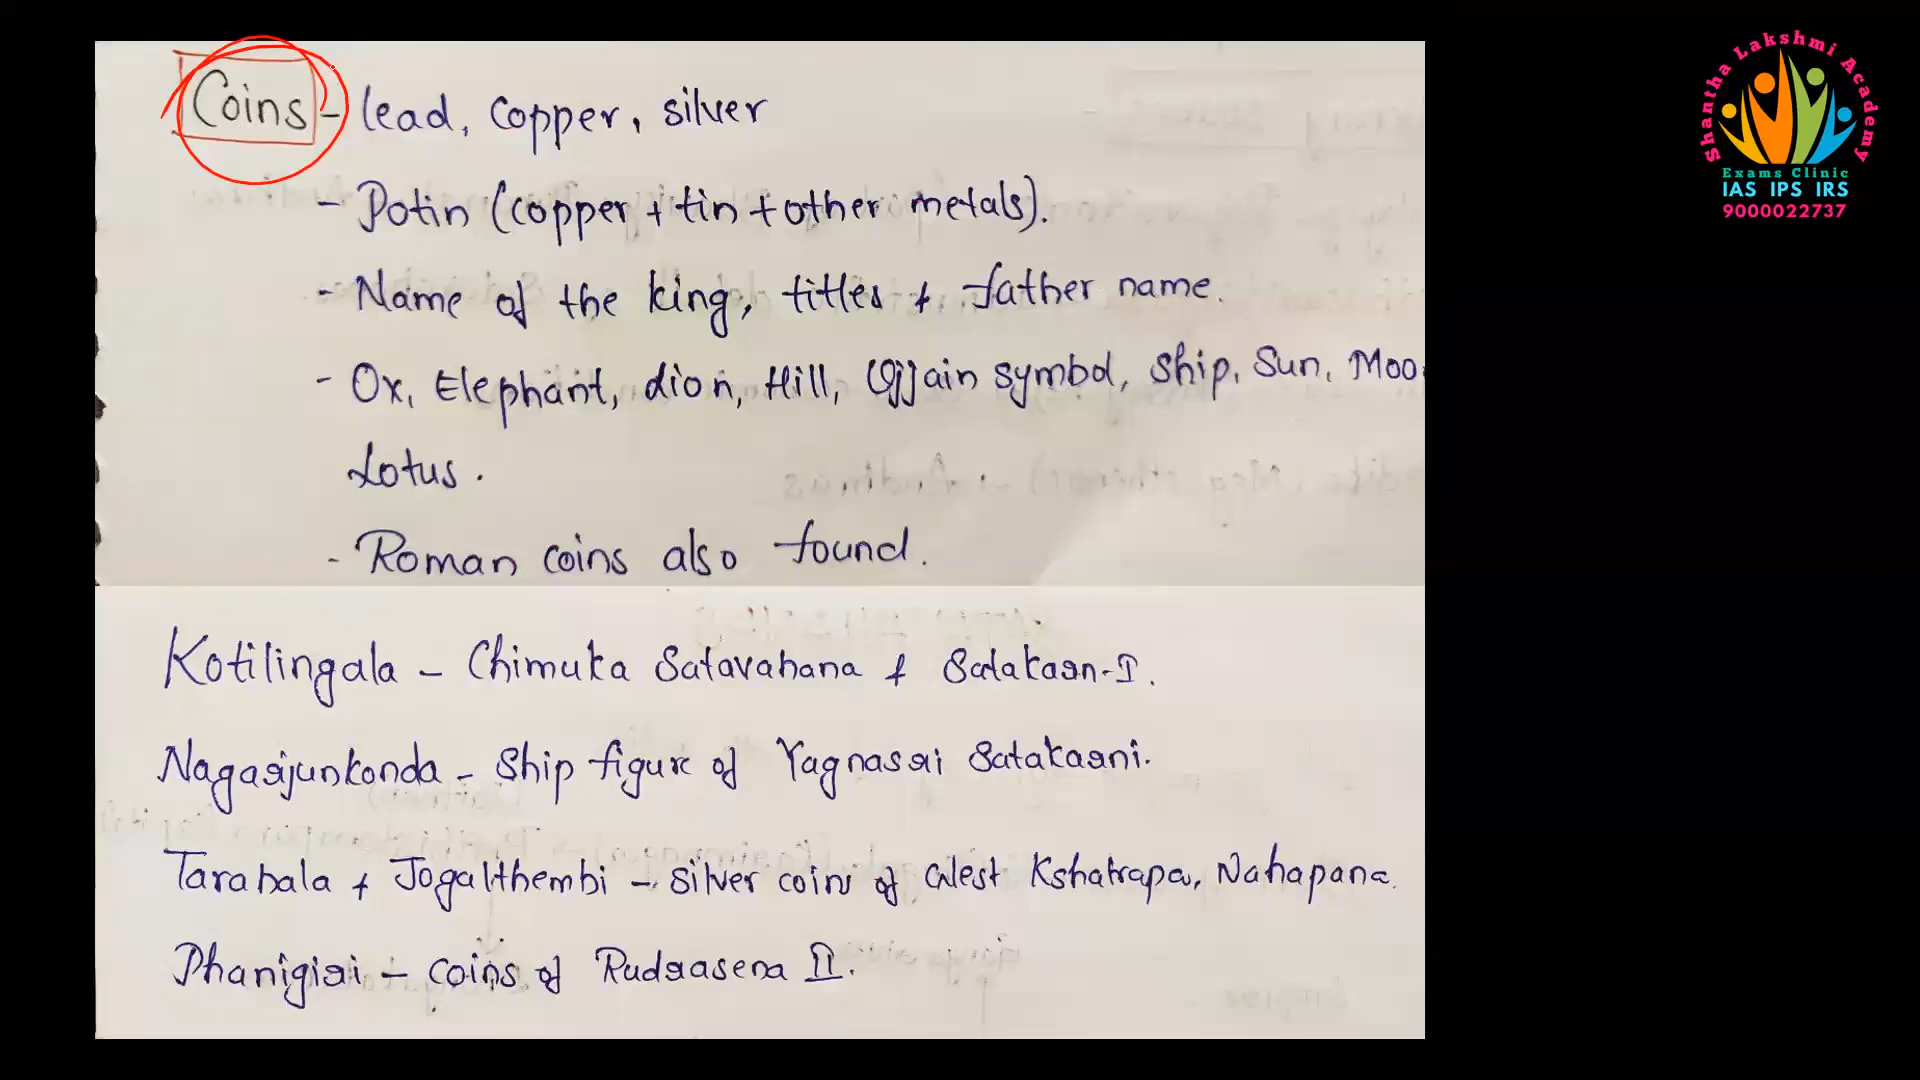 Coins - lead, copper, silver
- Potin (copper + tin + other metals).
- Name of the king, titles + father name.
- Ox, Elephant, Lion, Hill, Ujjain symbol, Ship, Sun, Moo
Lotus.
- Roman coins also found.
Kotilingala - Chimuka Satavahana + Satakarn-I.
Nagarjunkonda - Ship figure of Yagnasri Satakarni.
Tarahala + Jogalthembi - silver coins of West Kshatrapa, Nahapana.
Phanigiri - coins of Rudrasena II.
Shantha Lakshmi Academy
Exams Clinic
IAS IPS IRS
9000022737